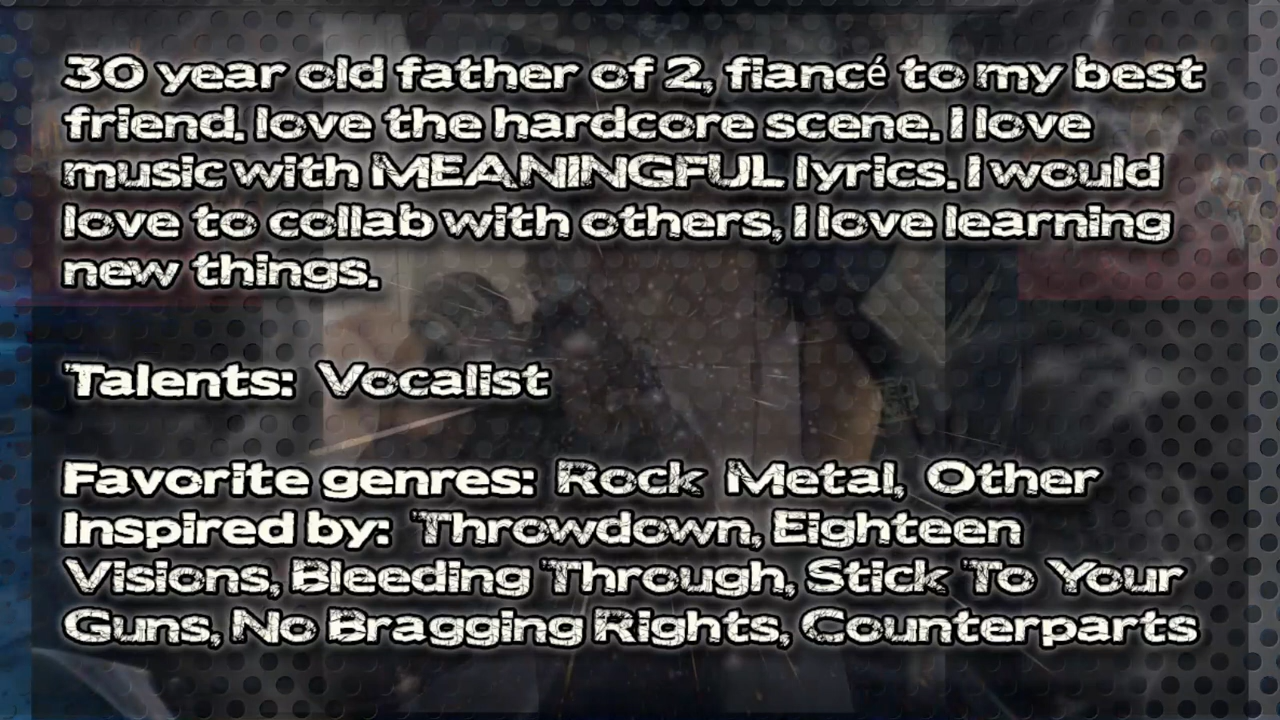 30 year old father of 2, fiancé to my best
friend. love the hardcore scene. I love
music with MEANINGFUL lyrics. I would
love to collab with others, I love learning
new things.
Talents: Vocalist
Favorite genres: Rock Metal, Other
Inspired by: Throwdown, Eighteen
Visions, Bleeding Through, Stick To Your
Guns, No Bragging Rights, Counterparts